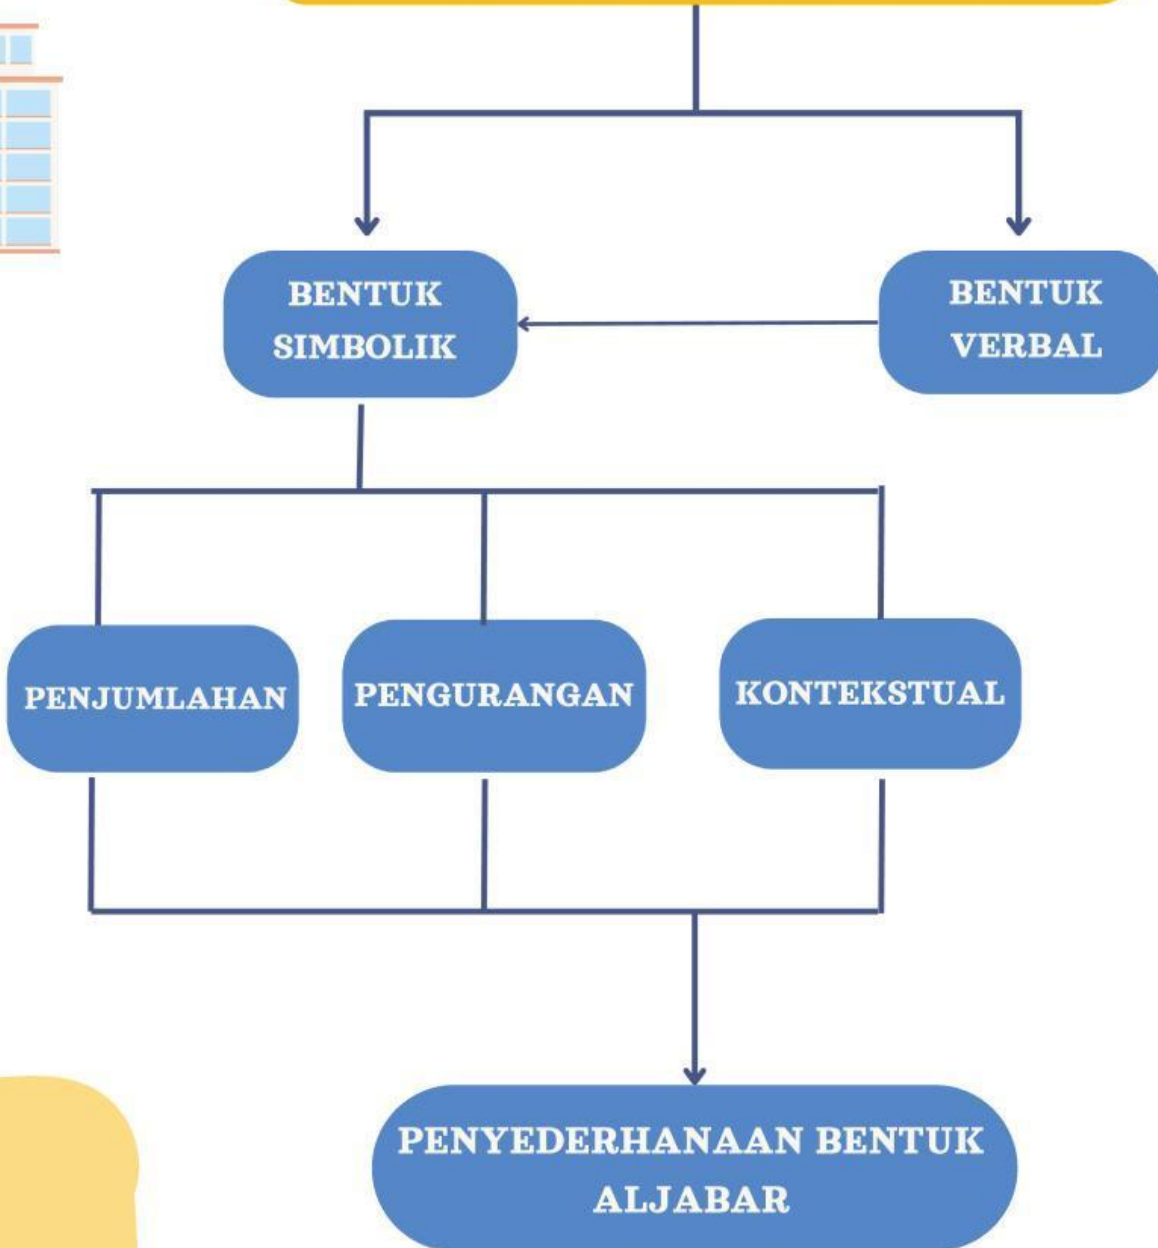 BENTUK
SIMBOLIK
BENTUK
VERBAL
PENJUMLAHAN
PENGURANGAN
KONTEKSTUAL
PENYEDERHANAAN BENTUK
ALJABAR